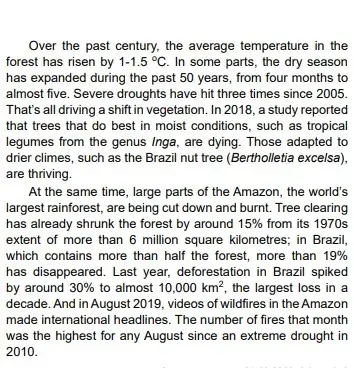 Over the past century, the average temperature in the
forest has risen by 1-1.5 ºC. In some parts, the dry season
has expanded during the past 50 years, from four months to
almost five. Severe droughts have hit three times since 2005.
That's all driving a shift in vegetation. In 2018, a study reported
that trees that do best in moist conditions, such as tropical
legumes from the genus Inga, are dying. Those adapted to
drier climes, such as the Brazil nut tree (Bertholletia excelsa),
are thriving.
At the same time, large parts of the Amazon, the world's
largest rainforest, are being cut down and burnt. Tree clearing
has already shrunk the forest by around 15% from its 1970s
extent of more than 6 million square kilometres; in Brazil,
which contains more than half the forest, more than 19%
has disappeared. Last year, deforestation in Brazil spiked
by around 30% to almost 10,000 km², the largest loss in a
decade. And in August 2019, videos of wildfires in the Amazon
made international headlines. The number of fires that month
was the highest for any August since an extreme drought in
2010.